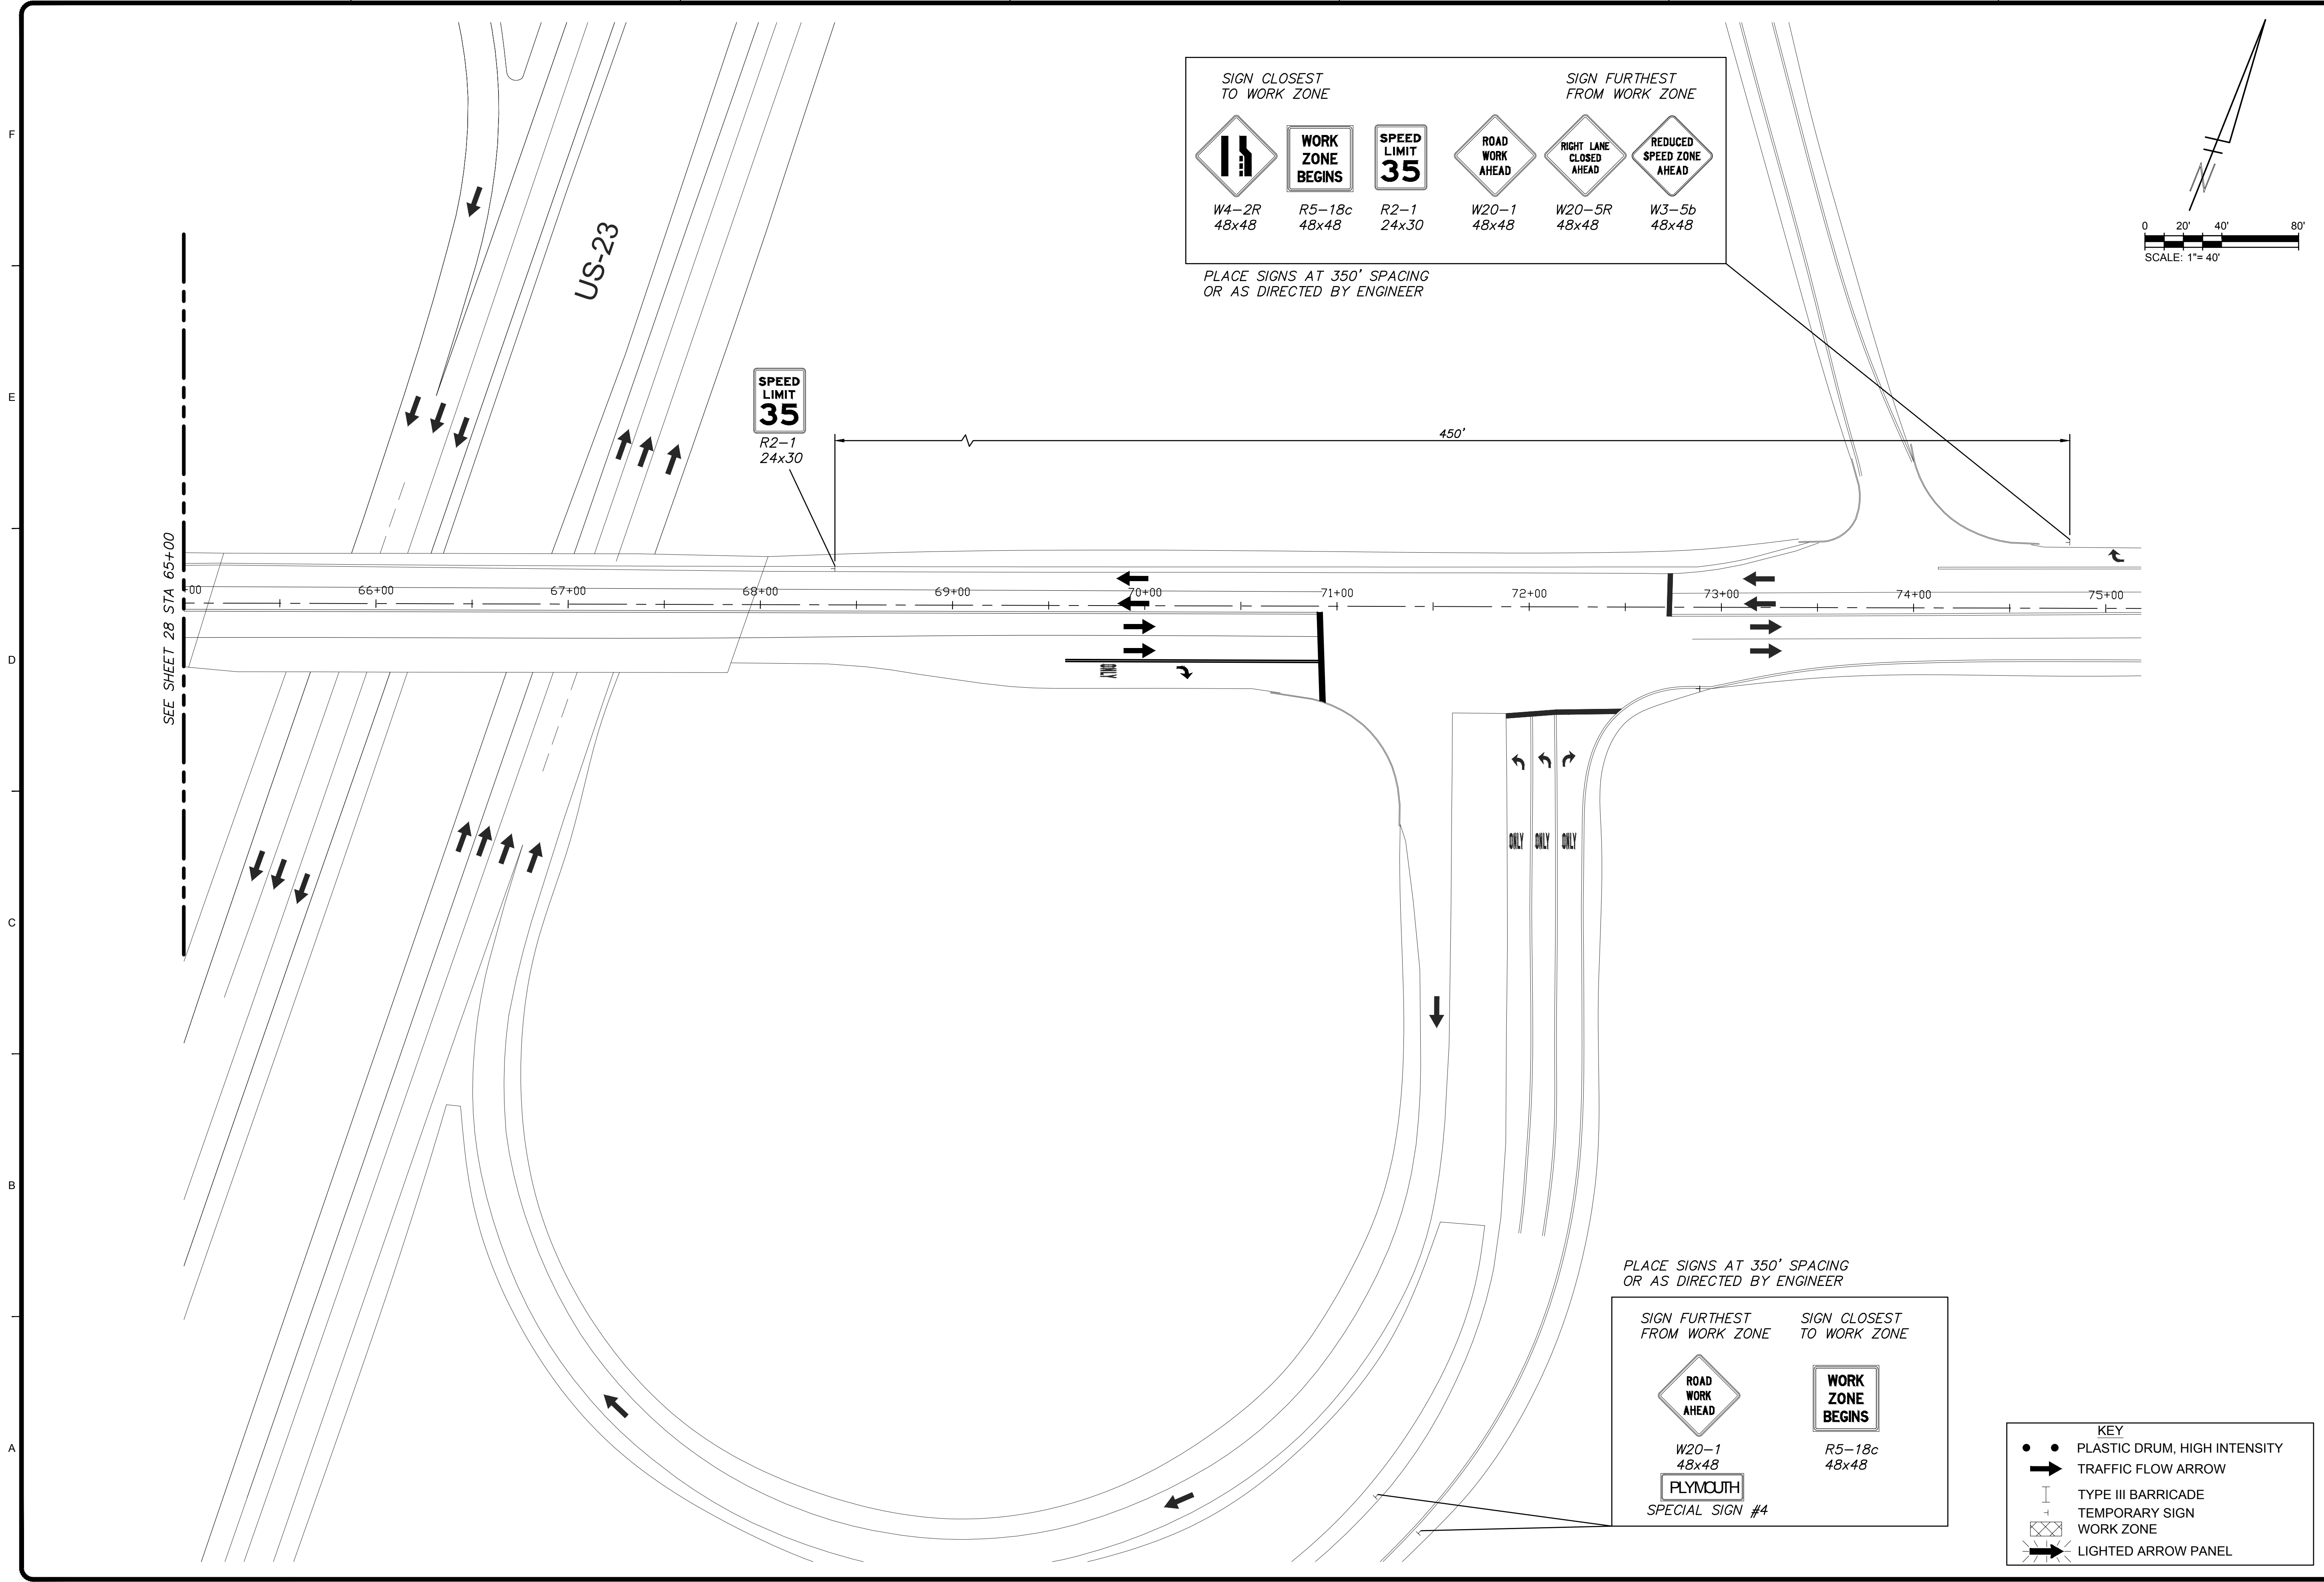 F
E
D
C
B
A
SIGN CLOSEST
TO WORK ZONE
SIGN FURTHEST
FROM WORK ZONE
WORK
ZONE
BEGINS
SPEED
LIMIT
35
ROAD
WORK
AHEAD
RIGHT LANE
CLOSED
AHEAD
REDUCED
SPEED ZONE
AHEAD
W4-2R
48x48
R5-18c
48x48
R2-1
24x30
W20-1
48x48
W20-5R
48x48
W3-5b
48x48
PLACE SIGNS AT 350' SPACING
OR AS DIRECTED BY ENGINEER
N
0 20' 40' 80'
SCALE: 1"= 40'
US-23
SPEED
LIMIT
35
R2-1
24x30
450'
SEE SHEET 28 STA 65+00
00 66+00 67+00 68+00 69+00 70+00 71+00 72+00 73+00 74+00 75+00
ONLY
ONLY ONLY ONLY
PLACE SIGNS AT 350' SPACING
OR AS DIRECTED BY ENGINEER
SIGN FURTHEST
FROM WORK ZONE
SIGN CLOSEST
TO WORK ZONE
ROAD
WORK
AHEAD
WORK
ZONE
BEGINS
W20-1
48x48
R5-18c
48x48
PLYMOUTH
SPECIAL SIGN #4
KEY
PLASTIC DRUM, HIGH INTENSITY
TRAFFIC FLOW ARROW
TYPE III BARRICADE
TEMPORARY SIGN
WORK ZONE
LIGHTED ARROW PANEL